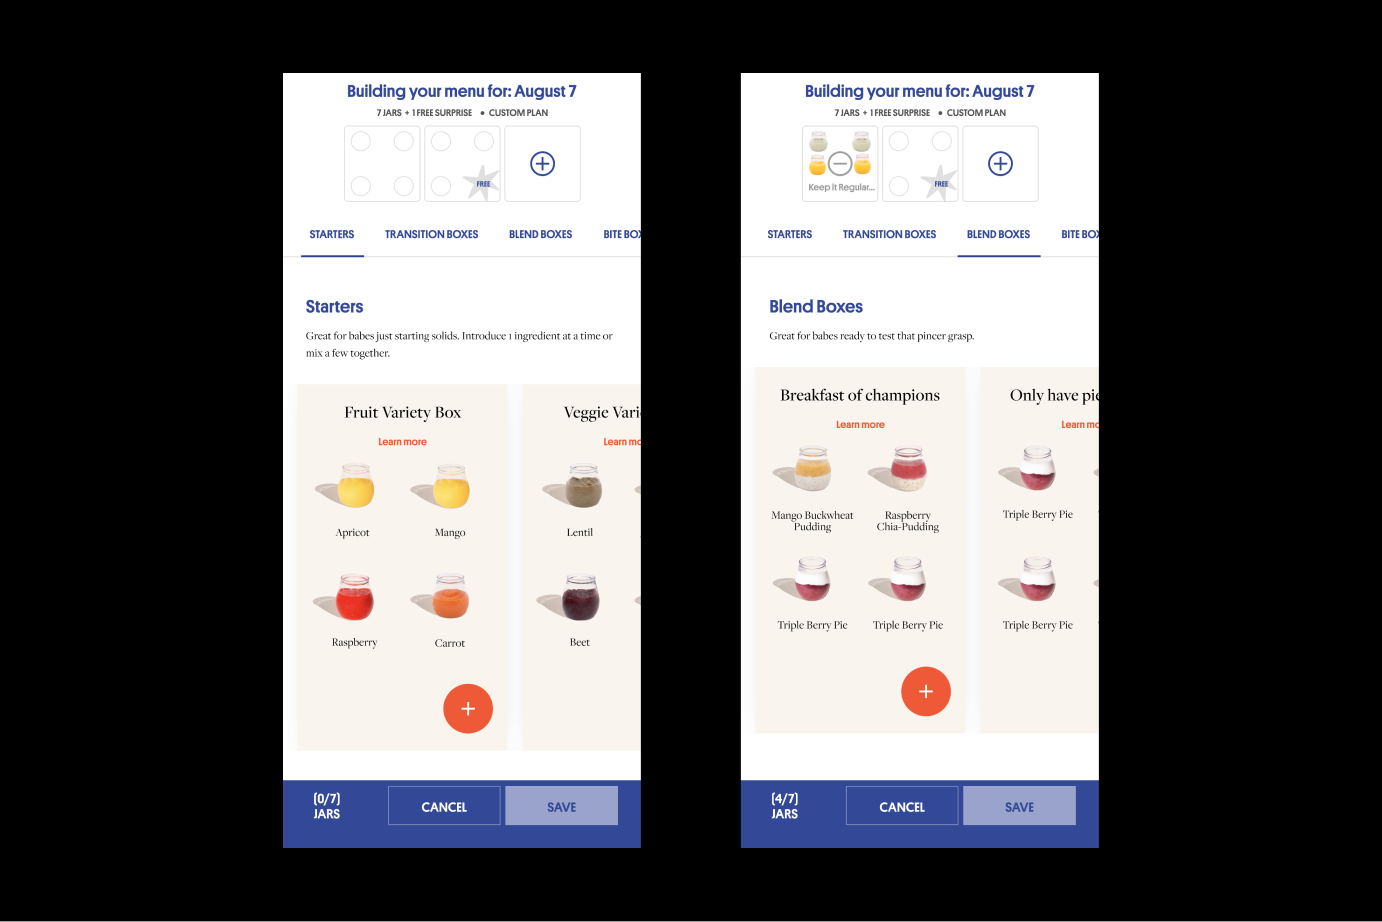 Building your menu for: August 7
7 JARS + 1 FREE SURPRISE • CUSTOM PLAN
FREE
STARTERS TRANSITION BOXES BLEND BOXES BITE BOX
Starters
Great for babes just starting solids. Introduce 1 ingredient at a time or
mix a few together.
Fruit Variety Box
Learn more
Apricot Mango
Raspberry Carrot
Veggie Vari
Learn mo
Lentil
Beet
(0/7)
JARS
CANCEL
SAVE
Building your menu for: August 7
7 JARS + 1 FREE SURPRISE • CUSTOM PLAN
Keep it Regular...
FREE
STARTERS TRANSITION BOXES BLEND BOXES BITE BOX
Blend Boxes
Great for babes ready to test that pincer grasp.
Breakfast of champions
Learn more
Mango Buckwheat
Pudding
Raspberry
Chia-Pudding
Triple Berry Pie Triple Berry Pie
Only have pie
Learn mo
Triple Berry Pie
Triple Berry Pie
(4/7)
JARS
CANCEL
SAVE